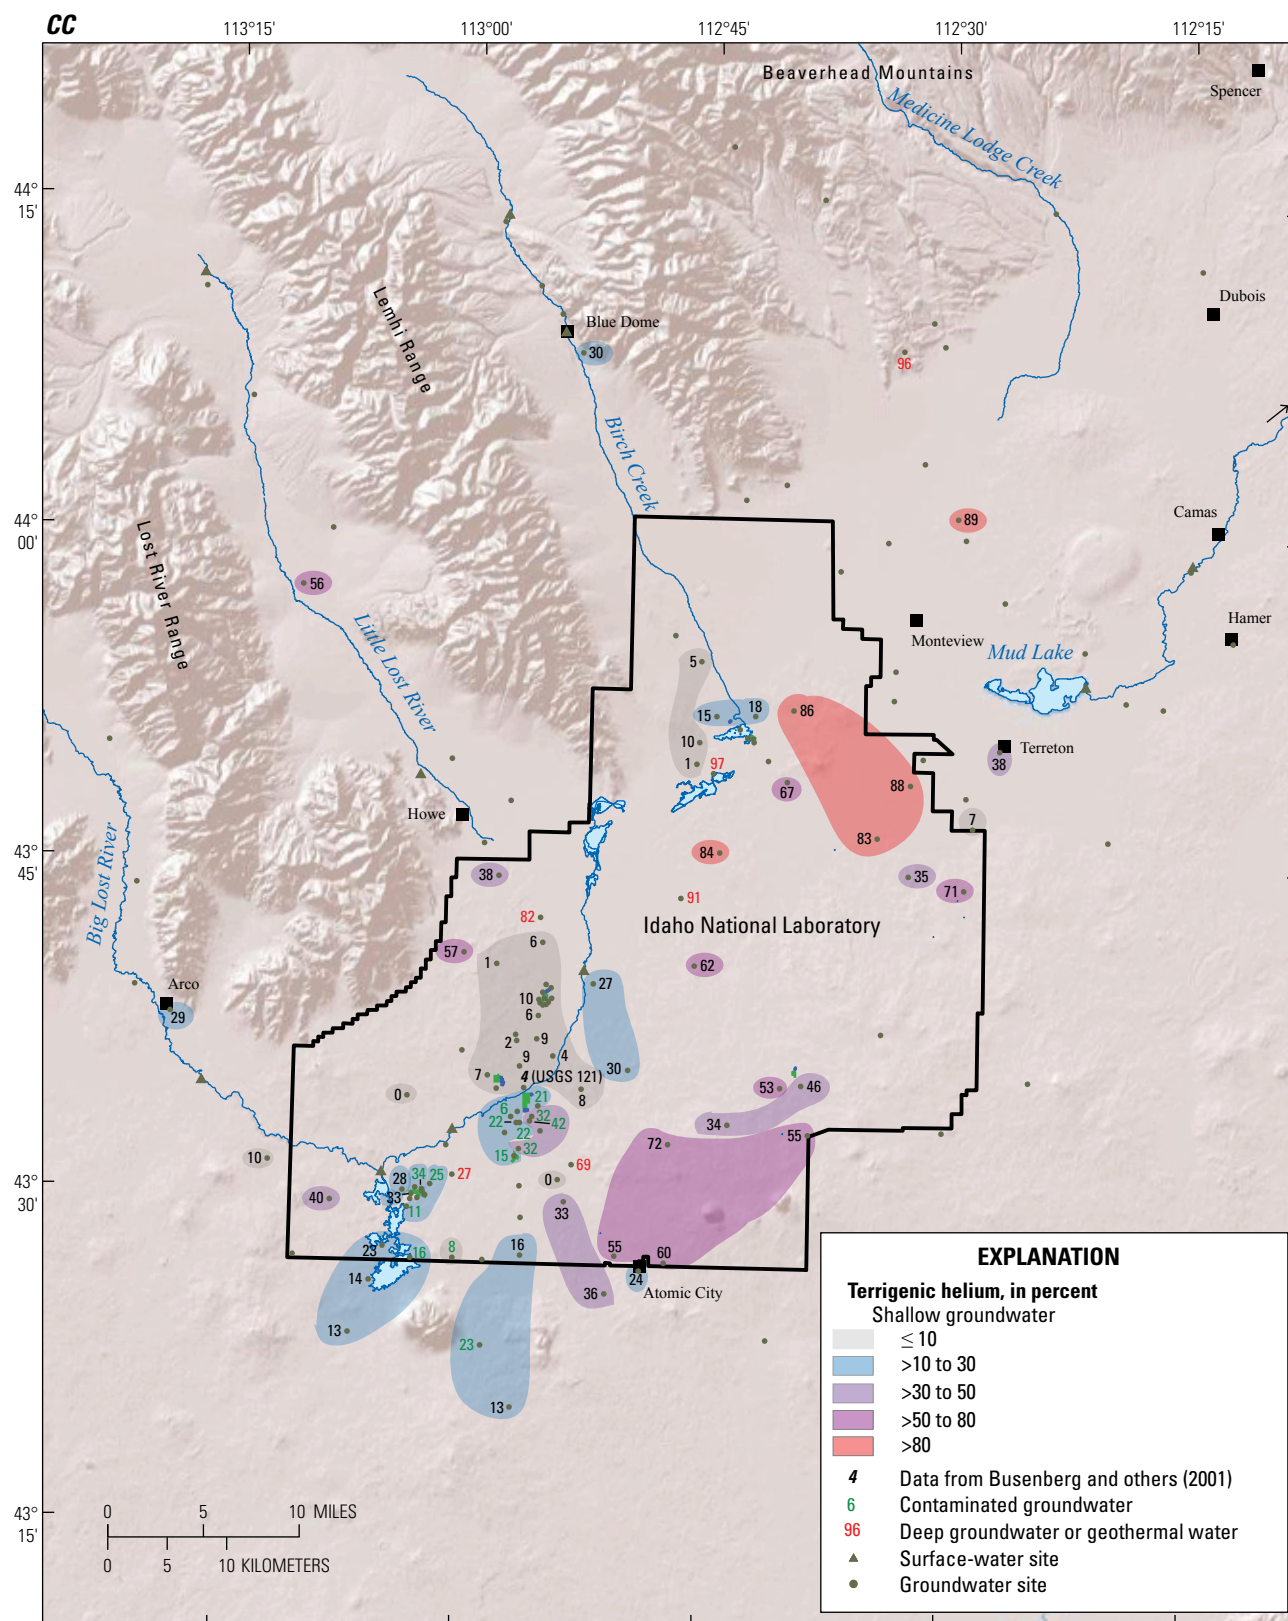 CC
113°15'
113°00'
112°45'
112°30'
112°15'
Beaverhead Mountains
Spencer
Medicine Lodge Creek
44°
15'
Lemhi Range
Dubois
Blue Dome
30
96
Birch Creek
44°
00'
89
Camas
Lost River Range
56
Little Lost River
Hamer
Monteview
Mud Lake
5
15
18
86
10
1
97
Terreton
38
67
88
Howe
7
83
43°
45'
84
38
35
71
91
Big Lost River
82
Idaho National Laboratory
6
57
1
62
Arco
27
29
10
6
2
9
4
9
7
30
4 (USGS 121)
8
53
46
0
21
6
32
22
42
22
34
55
72
32
15
10
69
27
0
28
34
25
43°
30'
40
33
11
33
23
16
8
16
55
60
14
24
Atomic City
36
13
23
13
EXPLANATION
Terrigenic helium, in percent
Shallow groundwater
≤ 10
>10 to 30
>30 to 50
>50 to 80
>80
4 Data from Busenberg and others (2001)
6 Contaminated groundwater
96 Deep groundwater or geothermal water
Surface-water site
Groundwater site
43°
15'
0 5 10 MILES
0 5 10 KILOMETERS